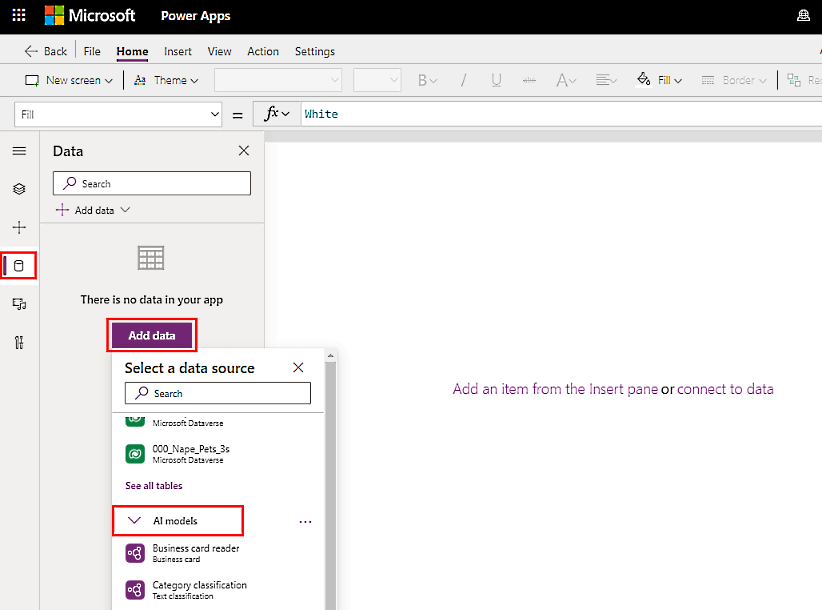 Microsoft Power Apps
Back File Home Insert View Action Settings
New screen Theme B / U abc A Fill Border
Fill = fx White
Data
Search
Add data
There is no data in your app
Add data
Select a data source
Search
Microsoft Dataverse
000_Nape_Pets_3s
Microsoft Dataverse
See all tables
AI models
Business card reader
Business card
Category classification
Text classification
Add an item from the Insert pane or connect to data